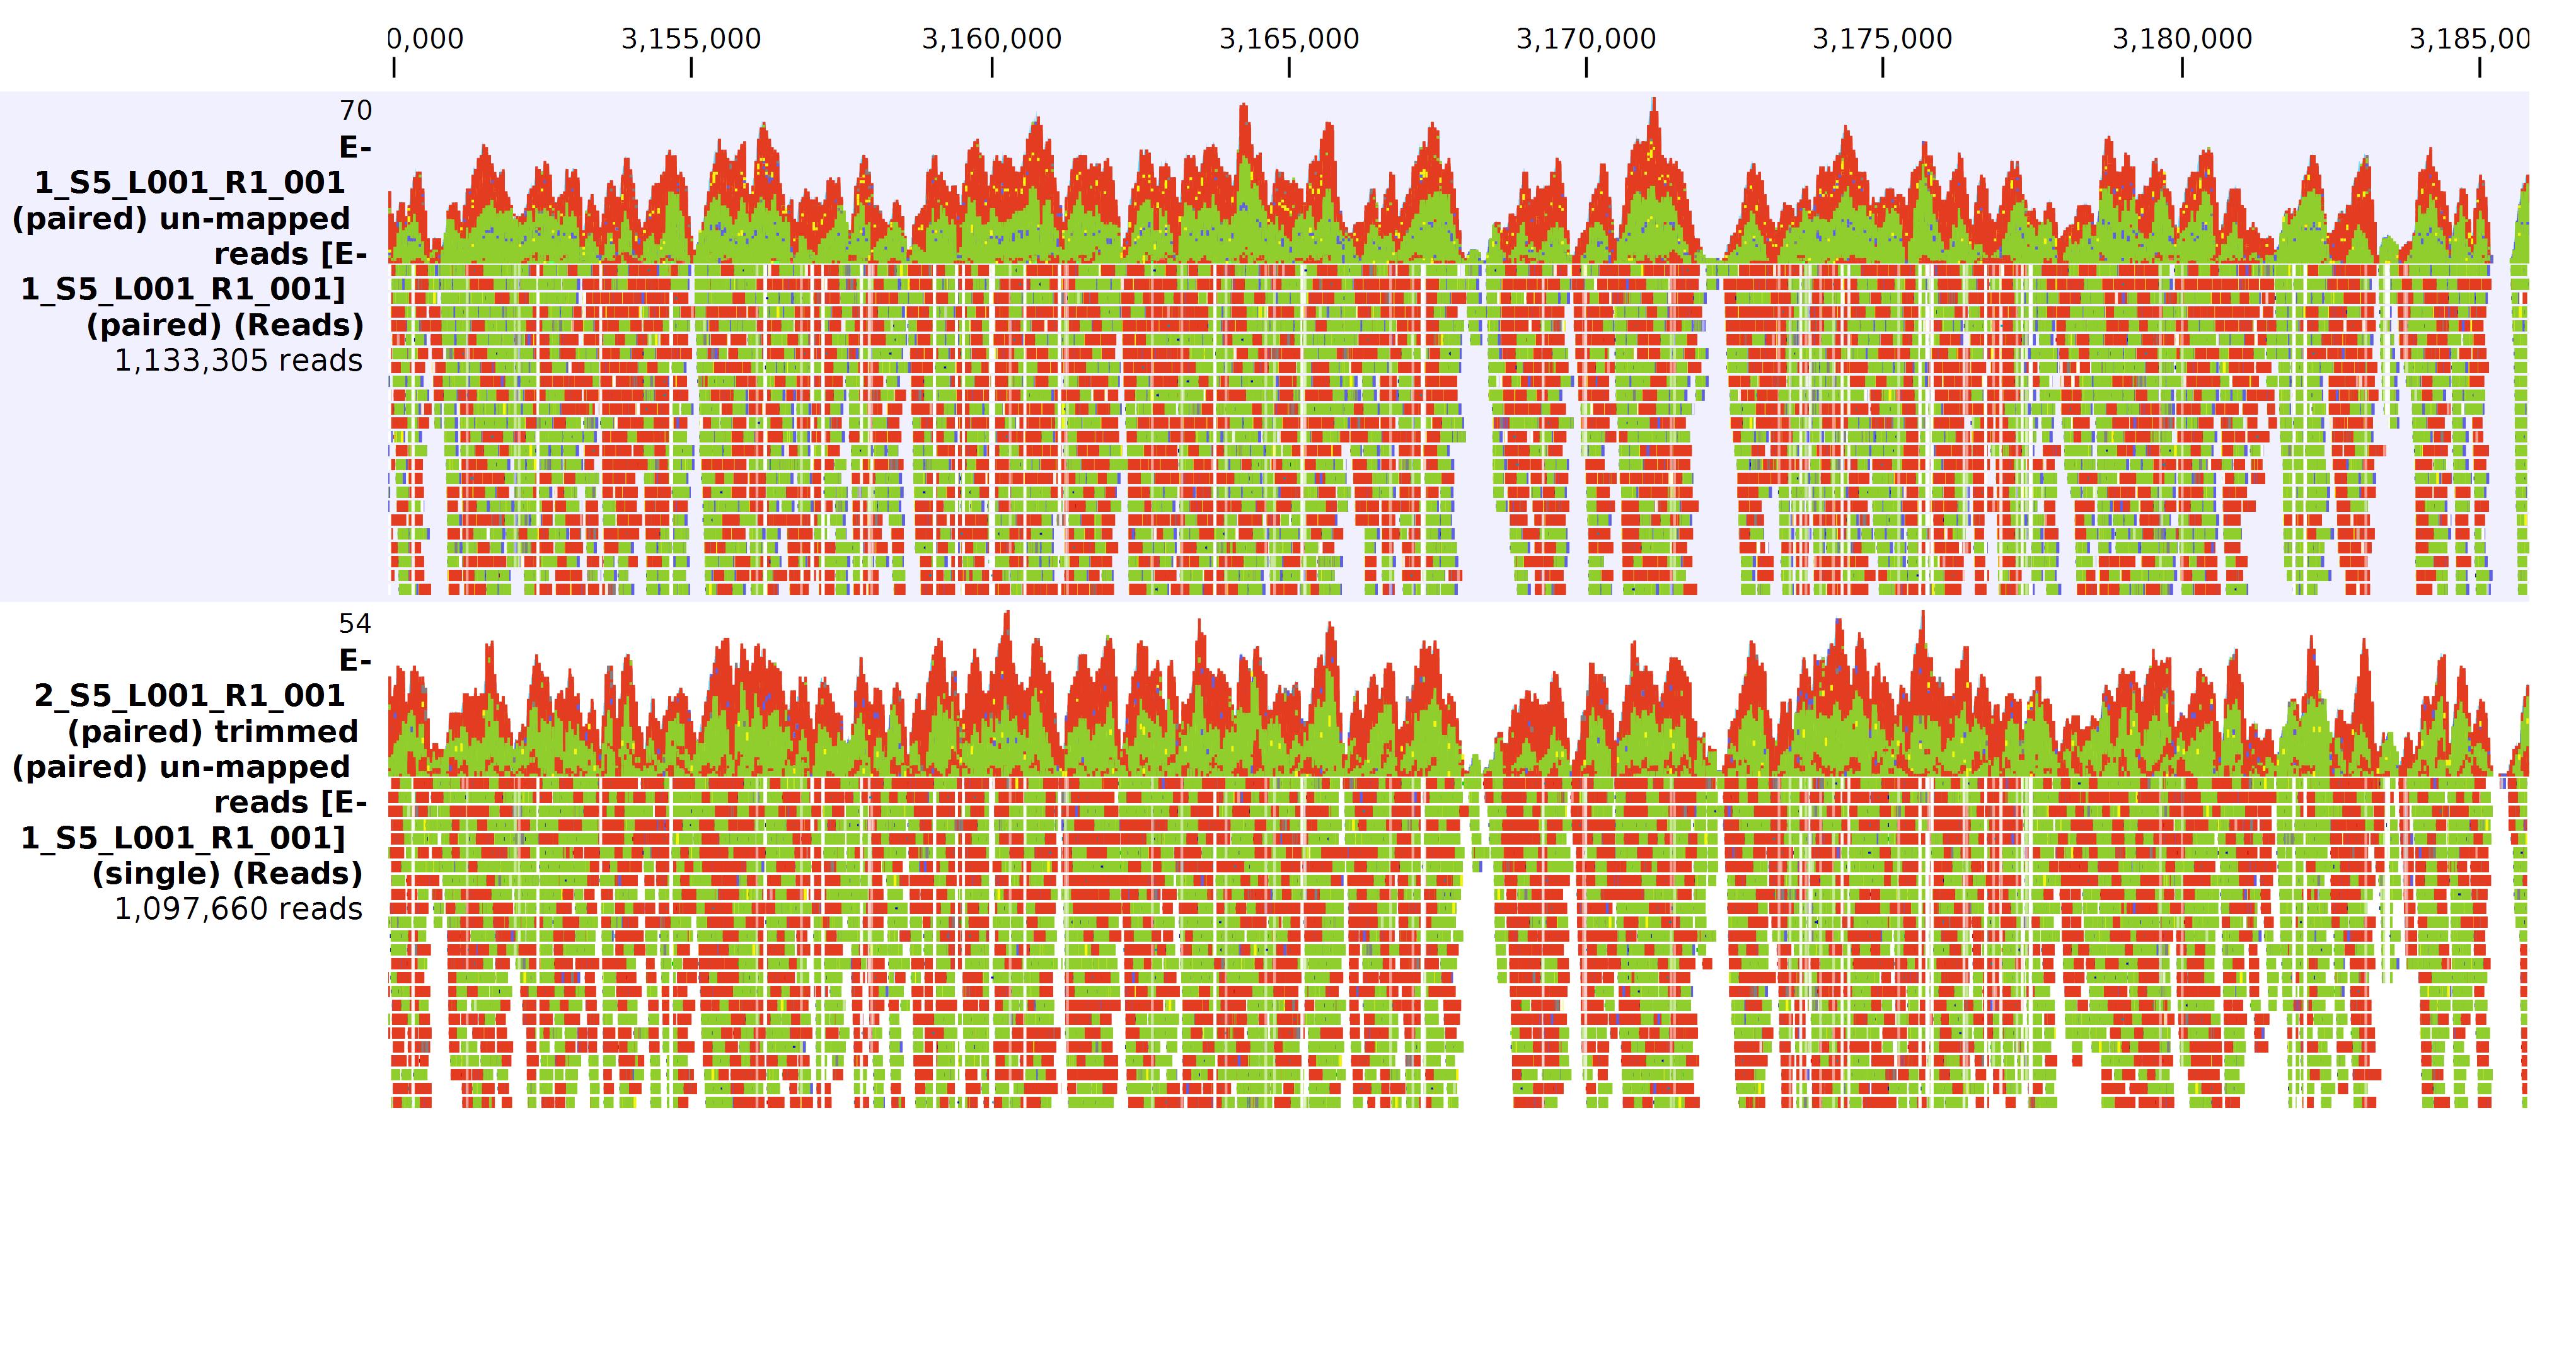 0,000 3,155,000 3,160,000 3,165,000 3,170,000 3,175,000 3,180,000 3,185,00
70
E-
1_S5_L001_R1_001
(paired) un-mapped
reads [E-
1_S5_L001_R1_001]
(paired) (Reads)
1,133,305 reads
54
E-
2_S5_L001_R1_001
(paired) trimmed
(paired) un-mapped
reads [E-
1_S5_L001_R1_001]
(single) (Reads)
1,097,660 reads